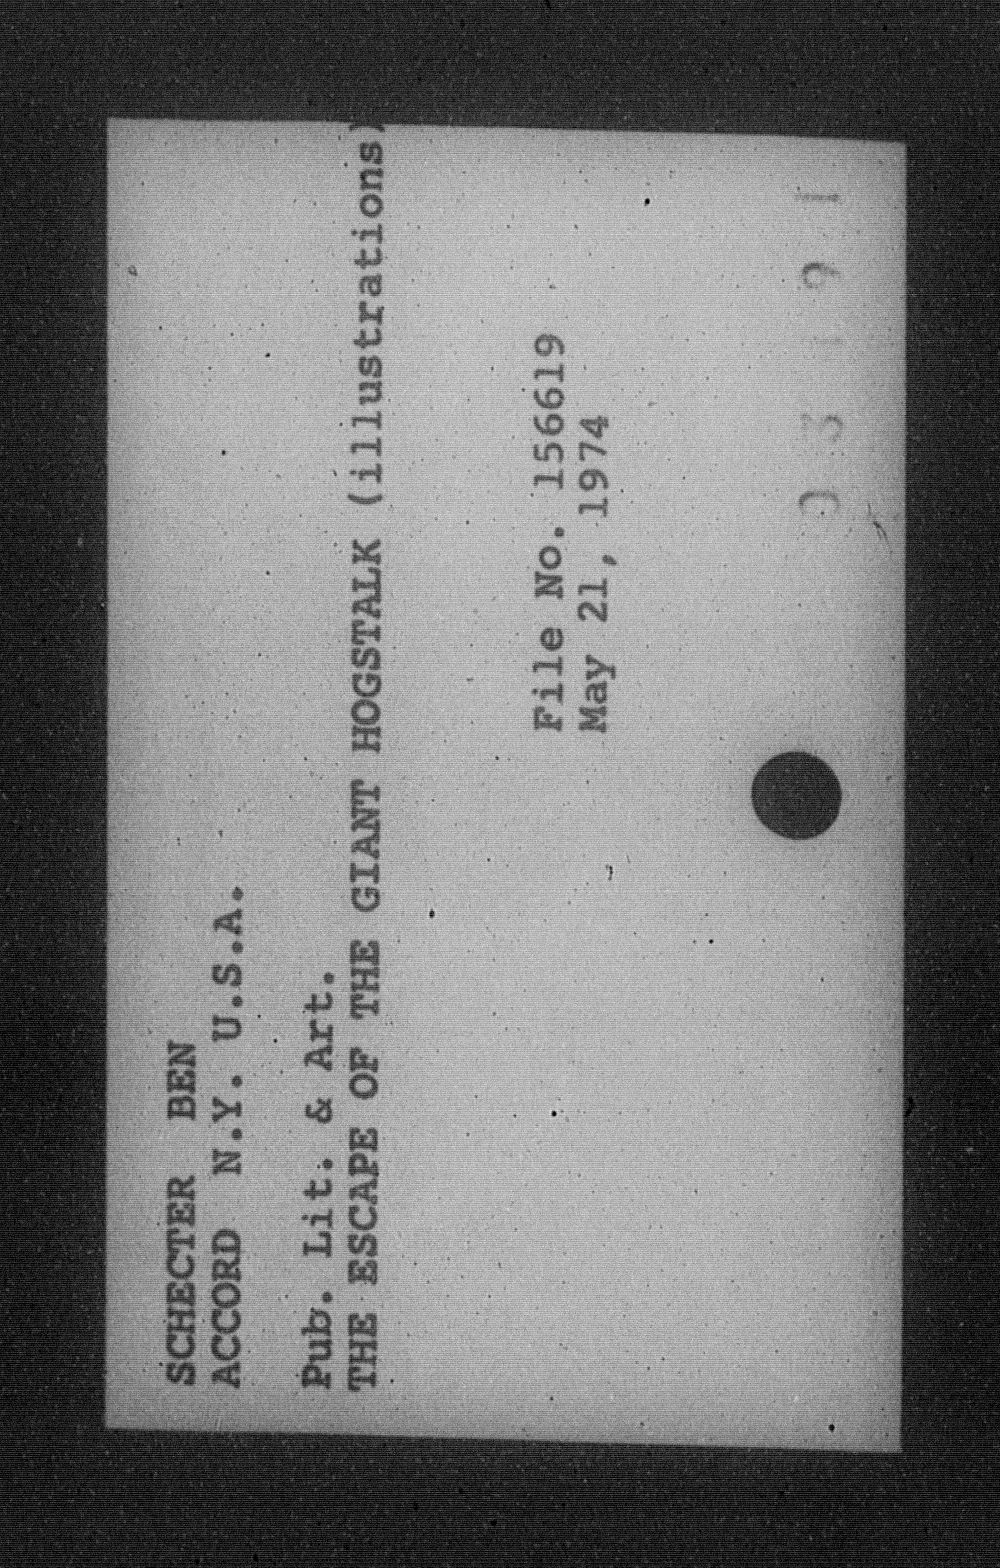 SCHECTER BEN
ACCORD N.Y. U.S.A.
Pub. Lit. & Art.
THE ESCAPE OF THE GIANT HOGSTALK (illustrations)
File No. 156619
May 21, 1974